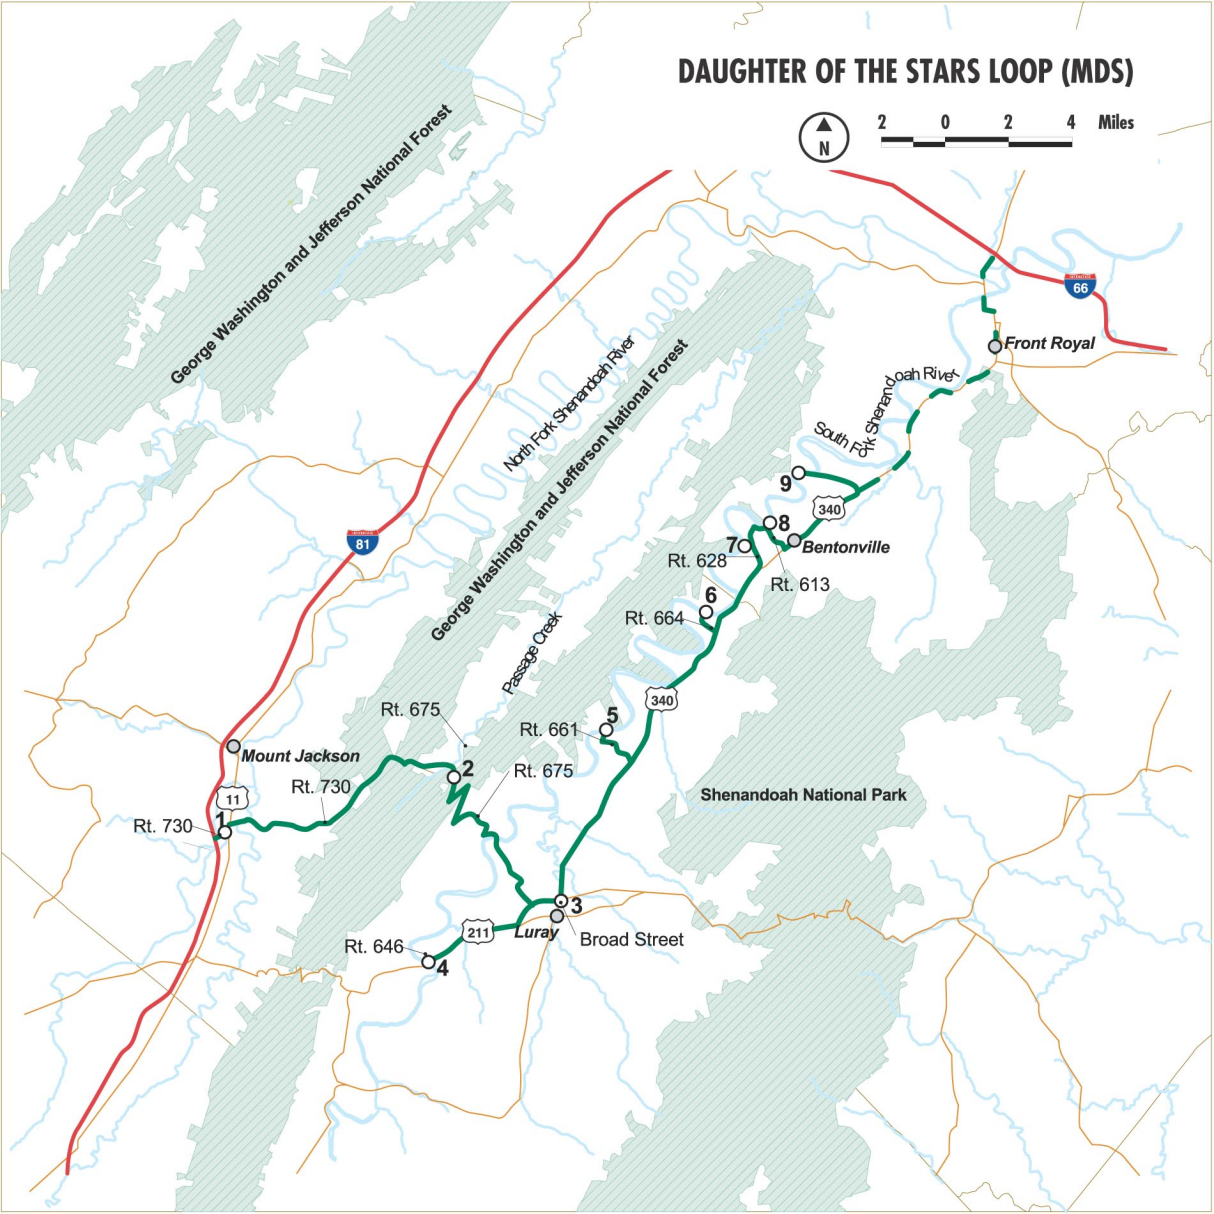 DAUGHTER OF THE STARS LOOP (MDS)
N
2 0 2 4 Miles
George Washington and Jefferson National Forest
INTERSTATE
66
Front Royal
North Fork Shenandoah River
South Fork Shenandoah River
George Washington and Jefferson National Forest
9
340
INTERSTATE
81
8
7
Bentonville
Rt. 628
Rt. 613
6
Rt. 664
Passage Creek
340
Rt. 675
5
Rt. 661
Mount Jackson
2
Rt. 675
Rt. 730
11
Shenandoah National Park
1
Rt. 730
3
211
Luray
Broad Street
Rt. 646
4